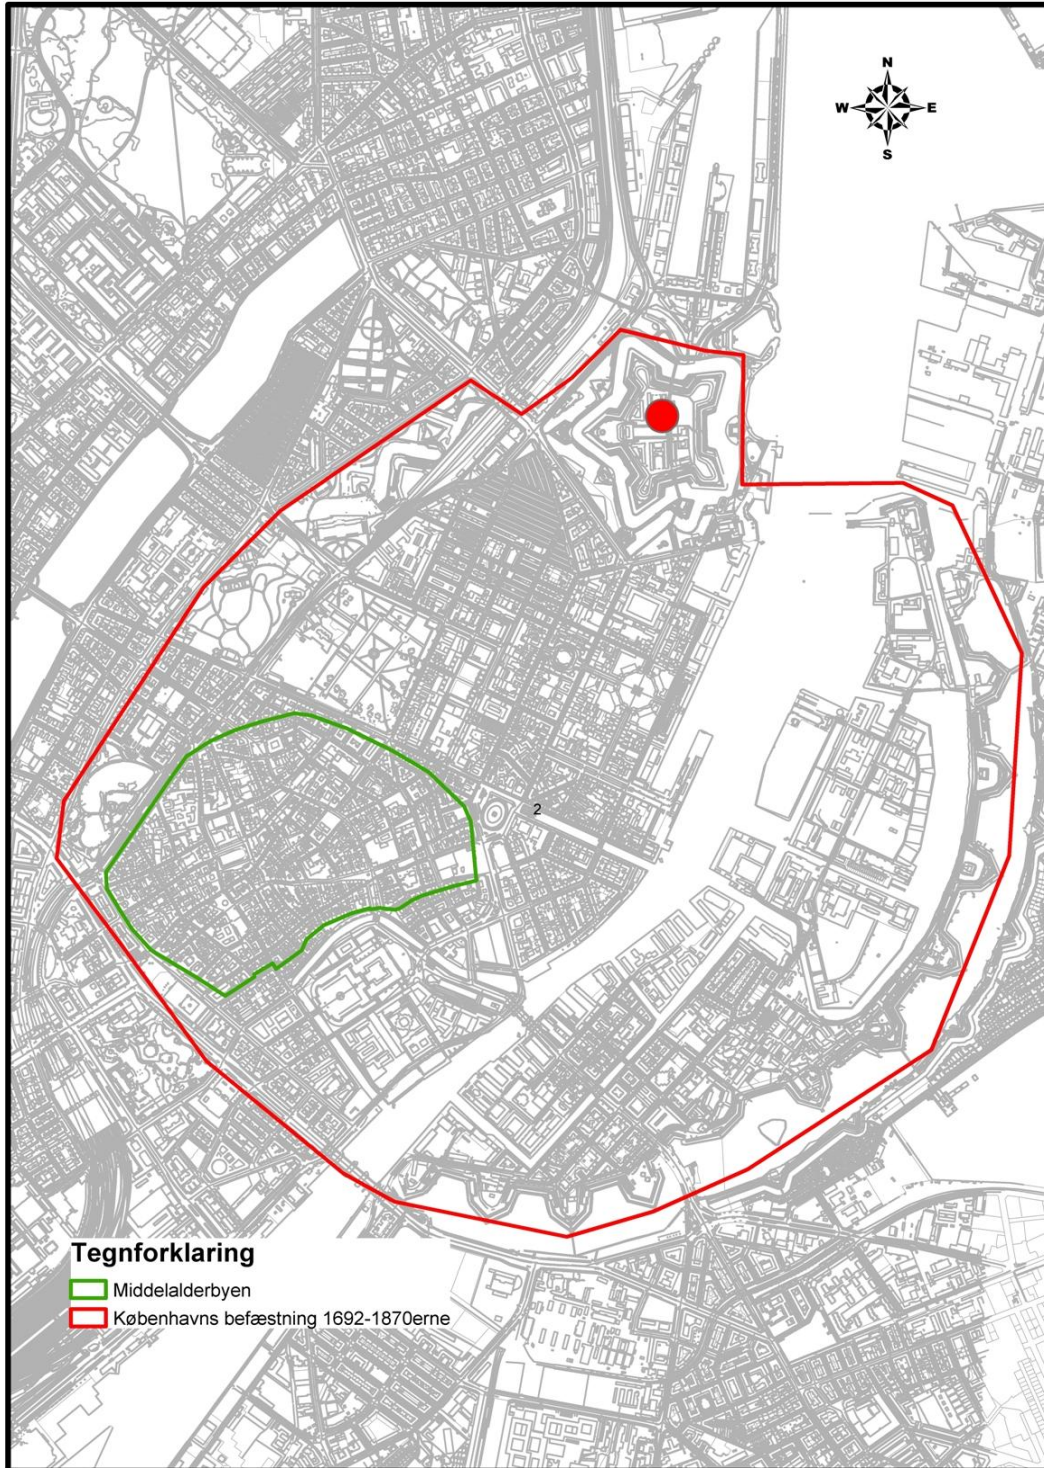 N
W E
S
2
Tegnforklaring
Middelalderbyen
Københavns befæstning 1692-1870erne